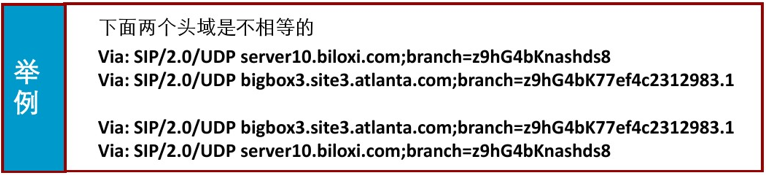 举例
下面两个头域是不相等的
Via: SIP/2.0/UDP server10.biloxi.com;branch=z9hG4bKnashds8
Via: SIP/2.0/UDP bigbox3.site3.atlanta.com;branch=z9hG4bK77ef4c2312983.1
Via: SIP/2.0/UDP bigbox3.site3.atlanta.com;branch=z9hG4bK77ef4c2312983.1
Via: SIP/2.0/UDP server10.biloxi.com;branch=z9hG4bKnashds8